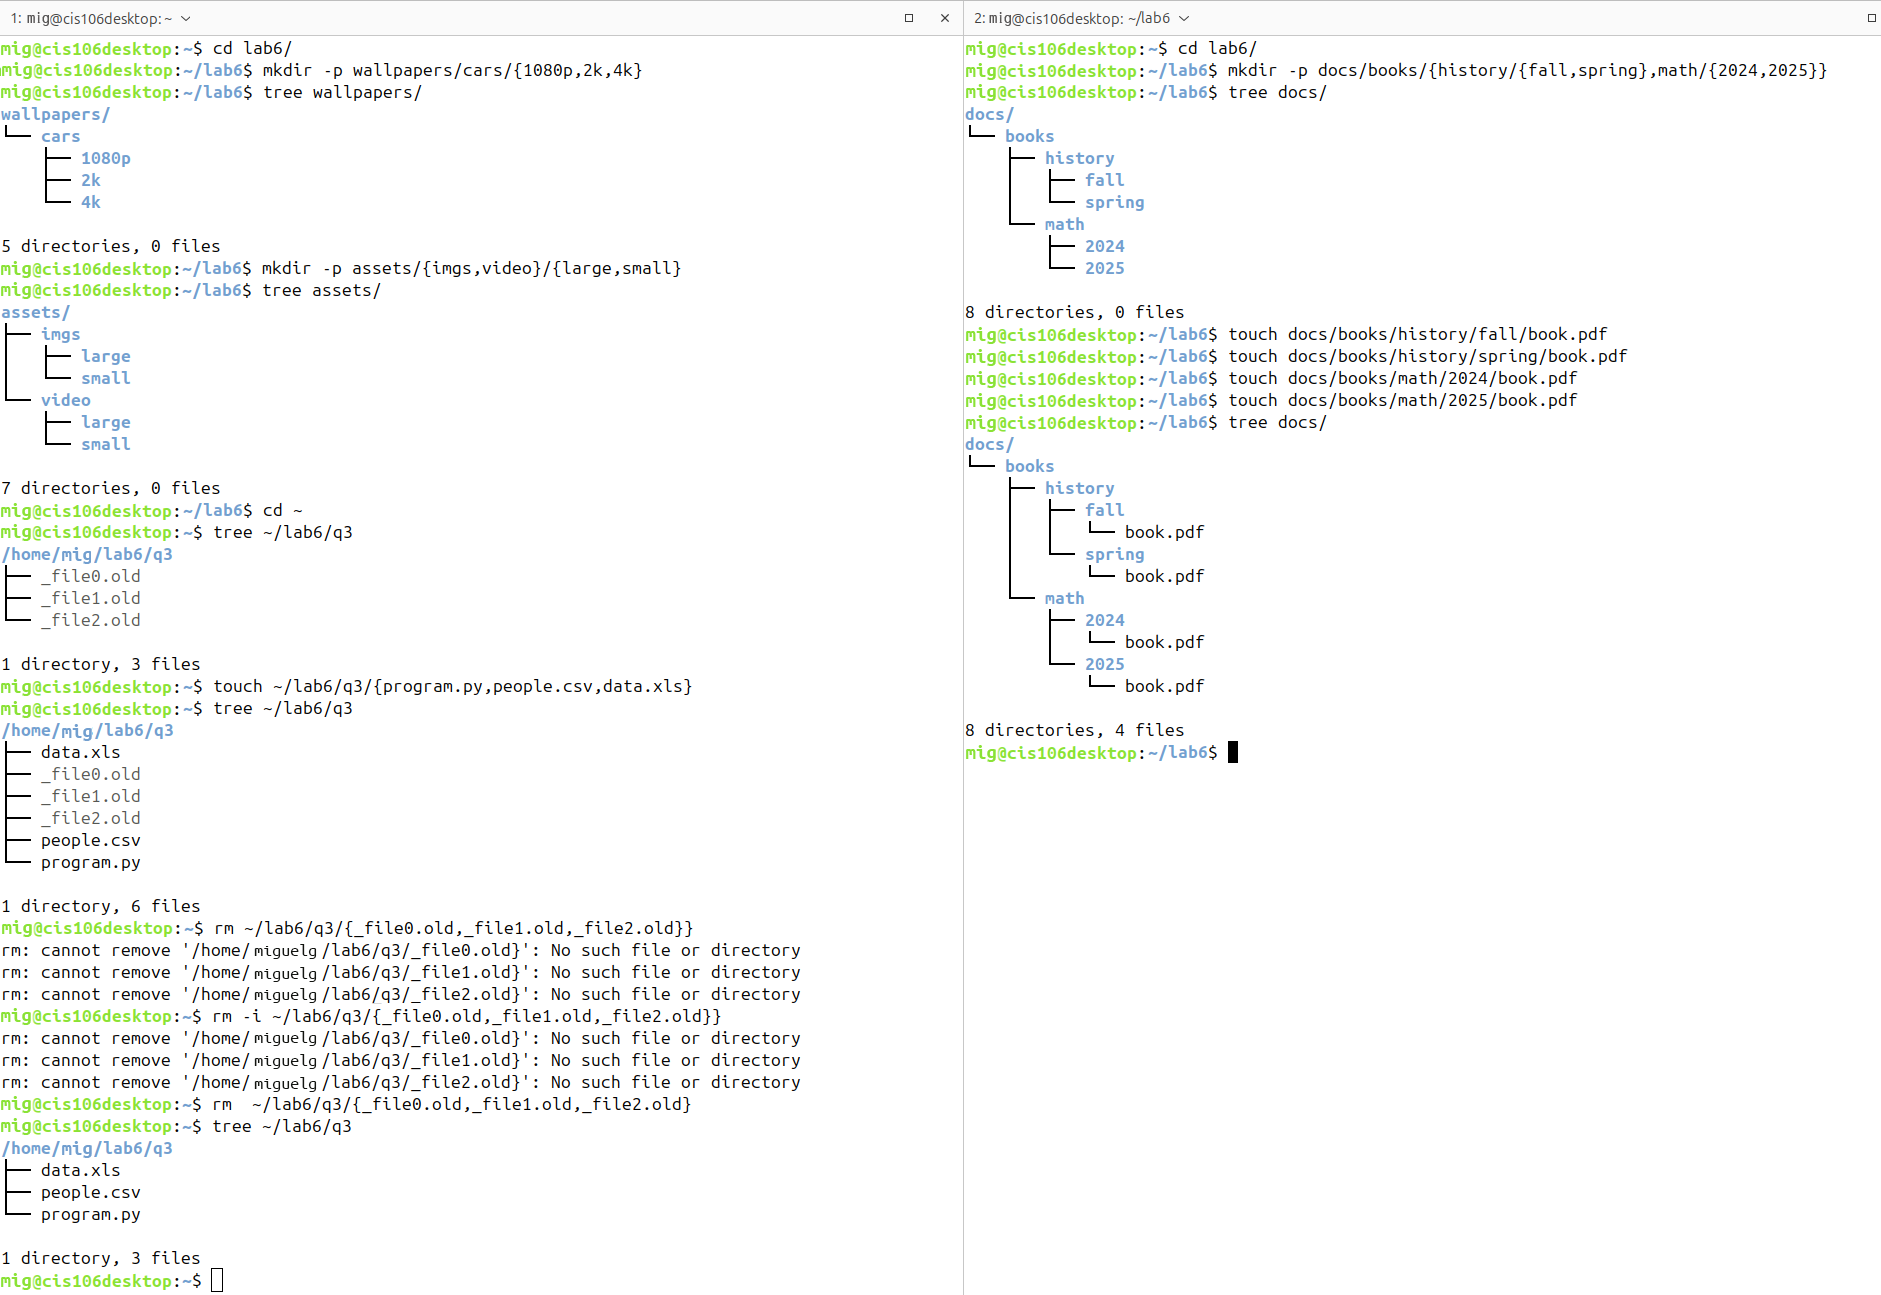 1: mig@cis106desktop: ~
mig@cis106desktop:~$ cd lab6/
mig@cis106desktop:~/lab6$ mkdir -p wallpapers/cars/{1080p,2k,4k}
mig@cis106desktop:~/lab6$ tree wallpapers/
wallpapers/
└── cars
    ├── 1080p
    ├── 2k
    └── 4k

5 directories, 0 files
mig@cis106desktop:~/lab6$ mkdir -p assets/{imgs,video}/{large,small}
mig@cis106desktop:~/lab6$ tree assets/
assets/
├── imgs
│   ├── large
│   └── small
└── video
    ├── large
    └── small

7 directories, 0 files
mig@cis106desktop:~/lab6$ cd ~
mig@cis106desktop:~$ tree ~/lab6/q3
/home/mig/lab6/q3
├── _file0.old
├── _file1.old
└── _file2.old

1 directory, 3 files
mig@cis106desktop:~$ touch ~/lab6/q3/{program.py,people.csv,data.xls}
mig@cis106desktop:~$ tree ~/lab6/q3
/home/mig/lab6/q3
├── data.xls
├── _file0.old
├── _file1.old
├── _file2.old
├── people.csv
└── program.py

1 directory, 6 files
mig@cis106desktop:~$ rm ~/lab6/q3/{_file0.old,_file1.old,_file2.old}}
rm: cannot remove '/home/miguelg/lab6/q3/_file0.old}': No such file or directory
rm: cannot remove '/home/miguelg/lab6/q3/_file1.old}': No such file or directory
rm: cannot remove '/home/miguelg/lab6/q3/_file2.old}': No such file or directory
mig@cis106desktop:~$ rm -i ~/lab6/q3/{_file0.old,_file1.old,_file2.old}}
rm: cannot remove '/home/miguelg/lab6/q3/_file0.old}': No such file or directory
rm: cannot remove '/home/miguelg/lab6/q3/_file1.old}': No such file or directory
rm: cannot remove '/home/miguelg/lab6/q3/_file2.old}': No such file or directory
mig@cis106desktop:~$ rm  ~/lab6/q3/{_file0.old,_file1.old,_file2.old}
mig@cis106desktop:~$ tree ~/lab6/q3
/home/mig/lab6/q3
├── data.xls
├── people.csv
└── program.py

1 directory, 3 files
mig@cis106desktop:~$
2: mig@cis106desktop: ~/lab6
mig@cis106desktop:~$ cd lab6/
mig@cis106desktop:~/lab6$ mkdir -p docs/books/{history/{fall,spring},math/{2024,2025}}
mig@cis106desktop:~/lab6$ tree docs/
docs/
└── books
    ├── history
    │   ├── fall
    │   └── spring
    └── math
        ├── 2024
        └── 2025

8 directories, 0 files
mig@cis106desktop:~/lab6$ touch docs/books/history/fall/book.pdf
mig@cis106desktop:~/lab6$ touch docs/books/history/spring/book.pdf
mig@cis106desktop:~/lab6$ touch docs/books/math/2024/book.pdf
mig@cis106desktop:~/lab6$ touch docs/books/math/2025/book.pdf
mig@cis106desktop:~/lab6$ tree docs/
docs/
└── books
    ├── history
    │   ├── fall
    │   │   └── book.pdf
    │   └── spring
    │       └── book.pdf
    └── math
        ├── 2024
        │   └── book.pdf
        └── 2025
            └── book.pdf

8 directories, 4 files
mig@cis106desktop:~/lab6$